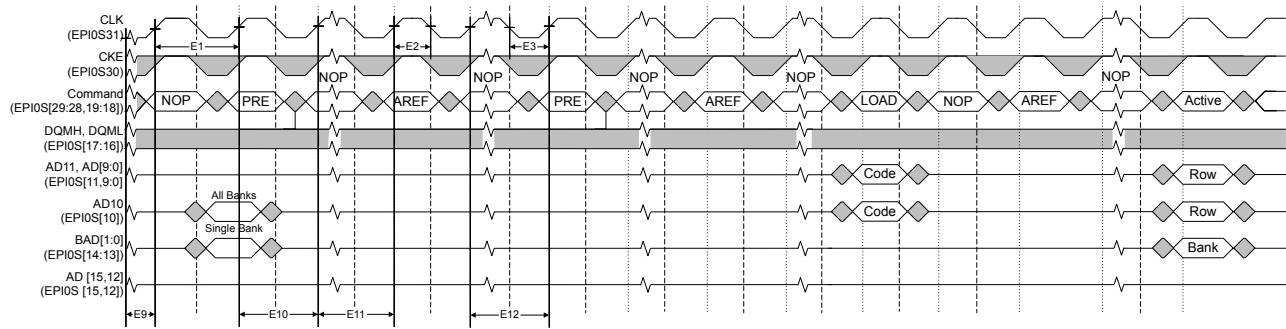 CLK
(EPI0S31)
E1
E2
E3
CKE
(EPI0S30)
NOP
NOP
NOP
NOP
NOP
Command
(EPI0S[29:28,19:18])
NOP
PRE
AREF
PRE
AREF
LOAD
NOP
AREF
Active
DQMH, DQML
(EPI0S[17:16])
AD11, AD[9:0]
(EPI0S[11,9:0])
Code
Row
All Banks
AD10
(EPI0S[10])
Code
Row
Single Bank
BAD[1:0]
(EPI0S[14:13])
Bank
AD [15,12]
(EPI0S [15,12])
E9
E10
E11
E12